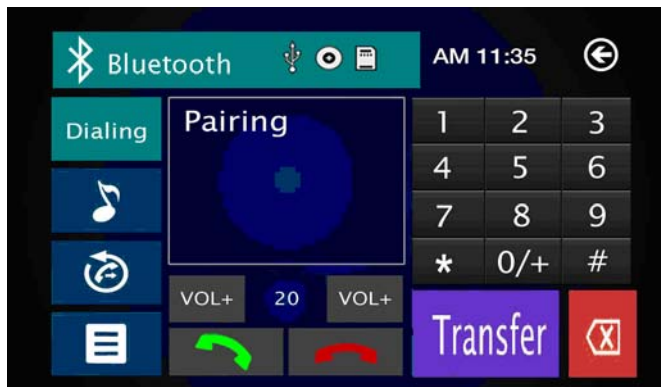 Bluetooth
AM 11:35
Dialing
Pairing
1 2 3
4 5 6
7 8 9
* 0/+ #
VOL+ 20 VOL+
Transfer
X